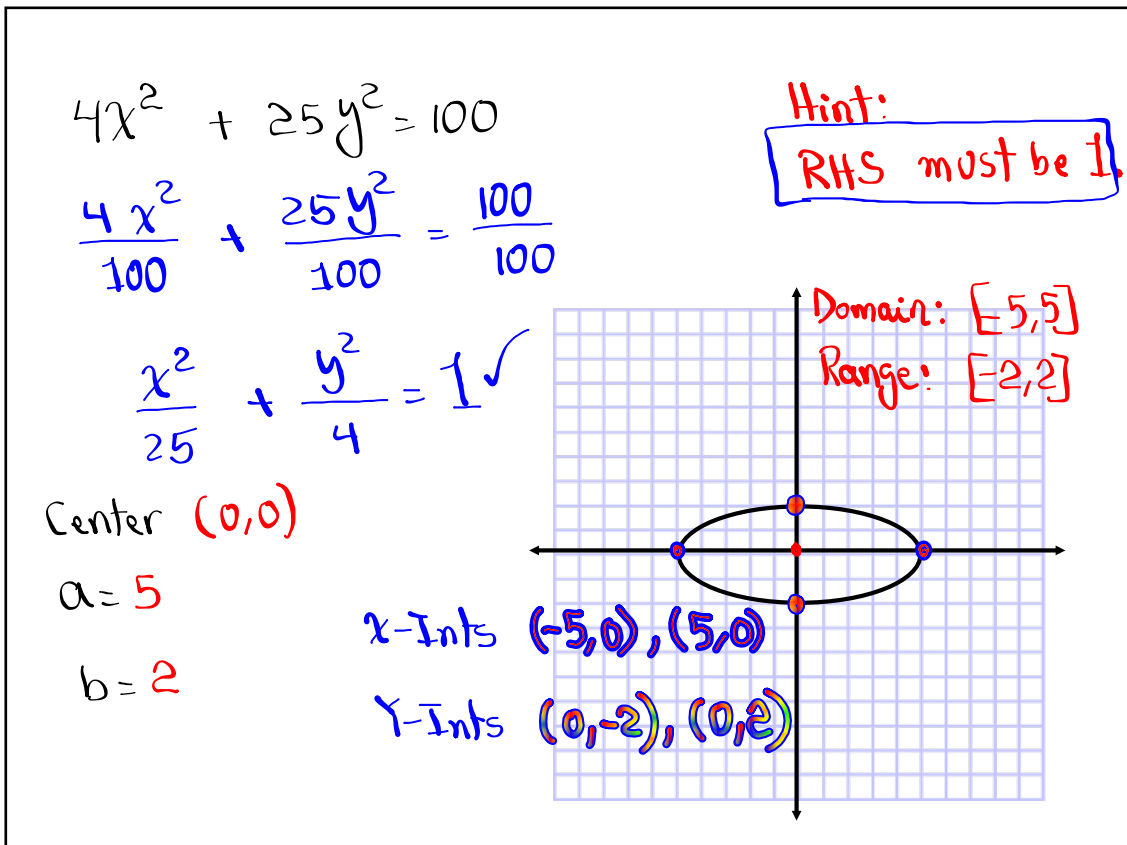 4x² + 25y² = 100
Hint:
RHS must be 1.
4x²/100 + 25y²/100 = 100/100
x²/25 + y²/4 = 1 ✓
Domain: [-5,5]
Range: [-2,2]
Center (0,0)
a = 5
b = 2
x-Ints (-5,0), (5,0)
Y-Ints (0,-2), (0,2)